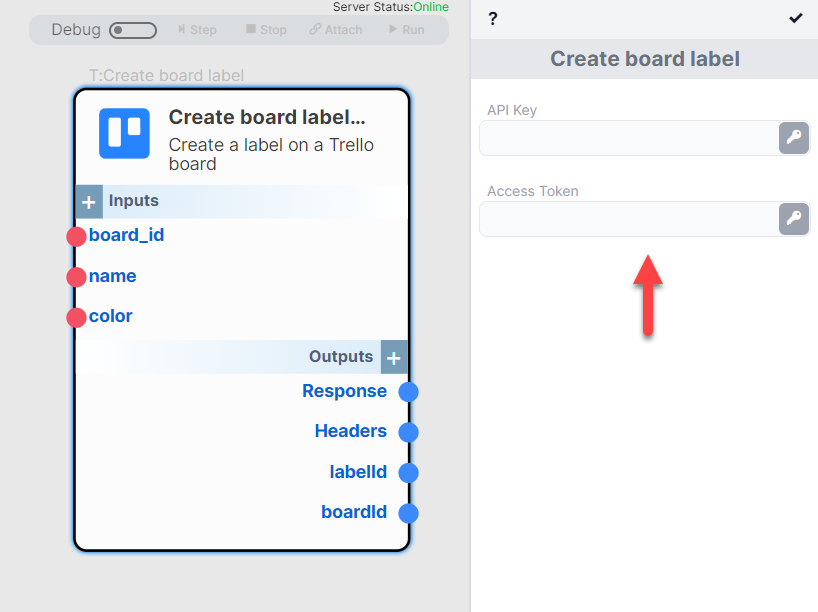 Server Status:Online
Debug
Step
Stop
Attach
Run
T:Create board label
Create board label...
Create a label on a Trello
board
+ Inputs
board_id
name
color
Outputs +
Response
Headers
labelId
boardId
?
Create board label
API Key
Access Token